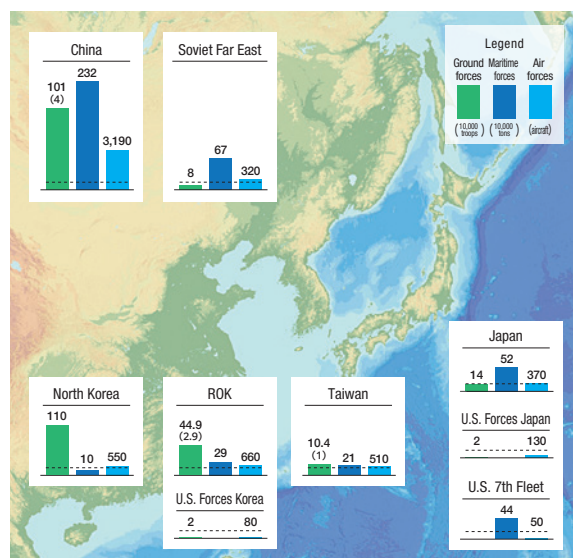 China
232
101
(4)
3,190
Soviet Far East
67
8
320
Legend
Ground
forces
Maritime
forces
Air
forces
(10,000
troops)
(10,000
tons)
(aircraft)
North Korea
110
10
550
ROK
44.9
(2.9)
29
660
U.S. Forces Korea
2
80
Taiwan
10.4
(1)
21
510
Japan
52
14
370
U.S. Forces Japan
2
130
U.S. 7th Fleet
44
50